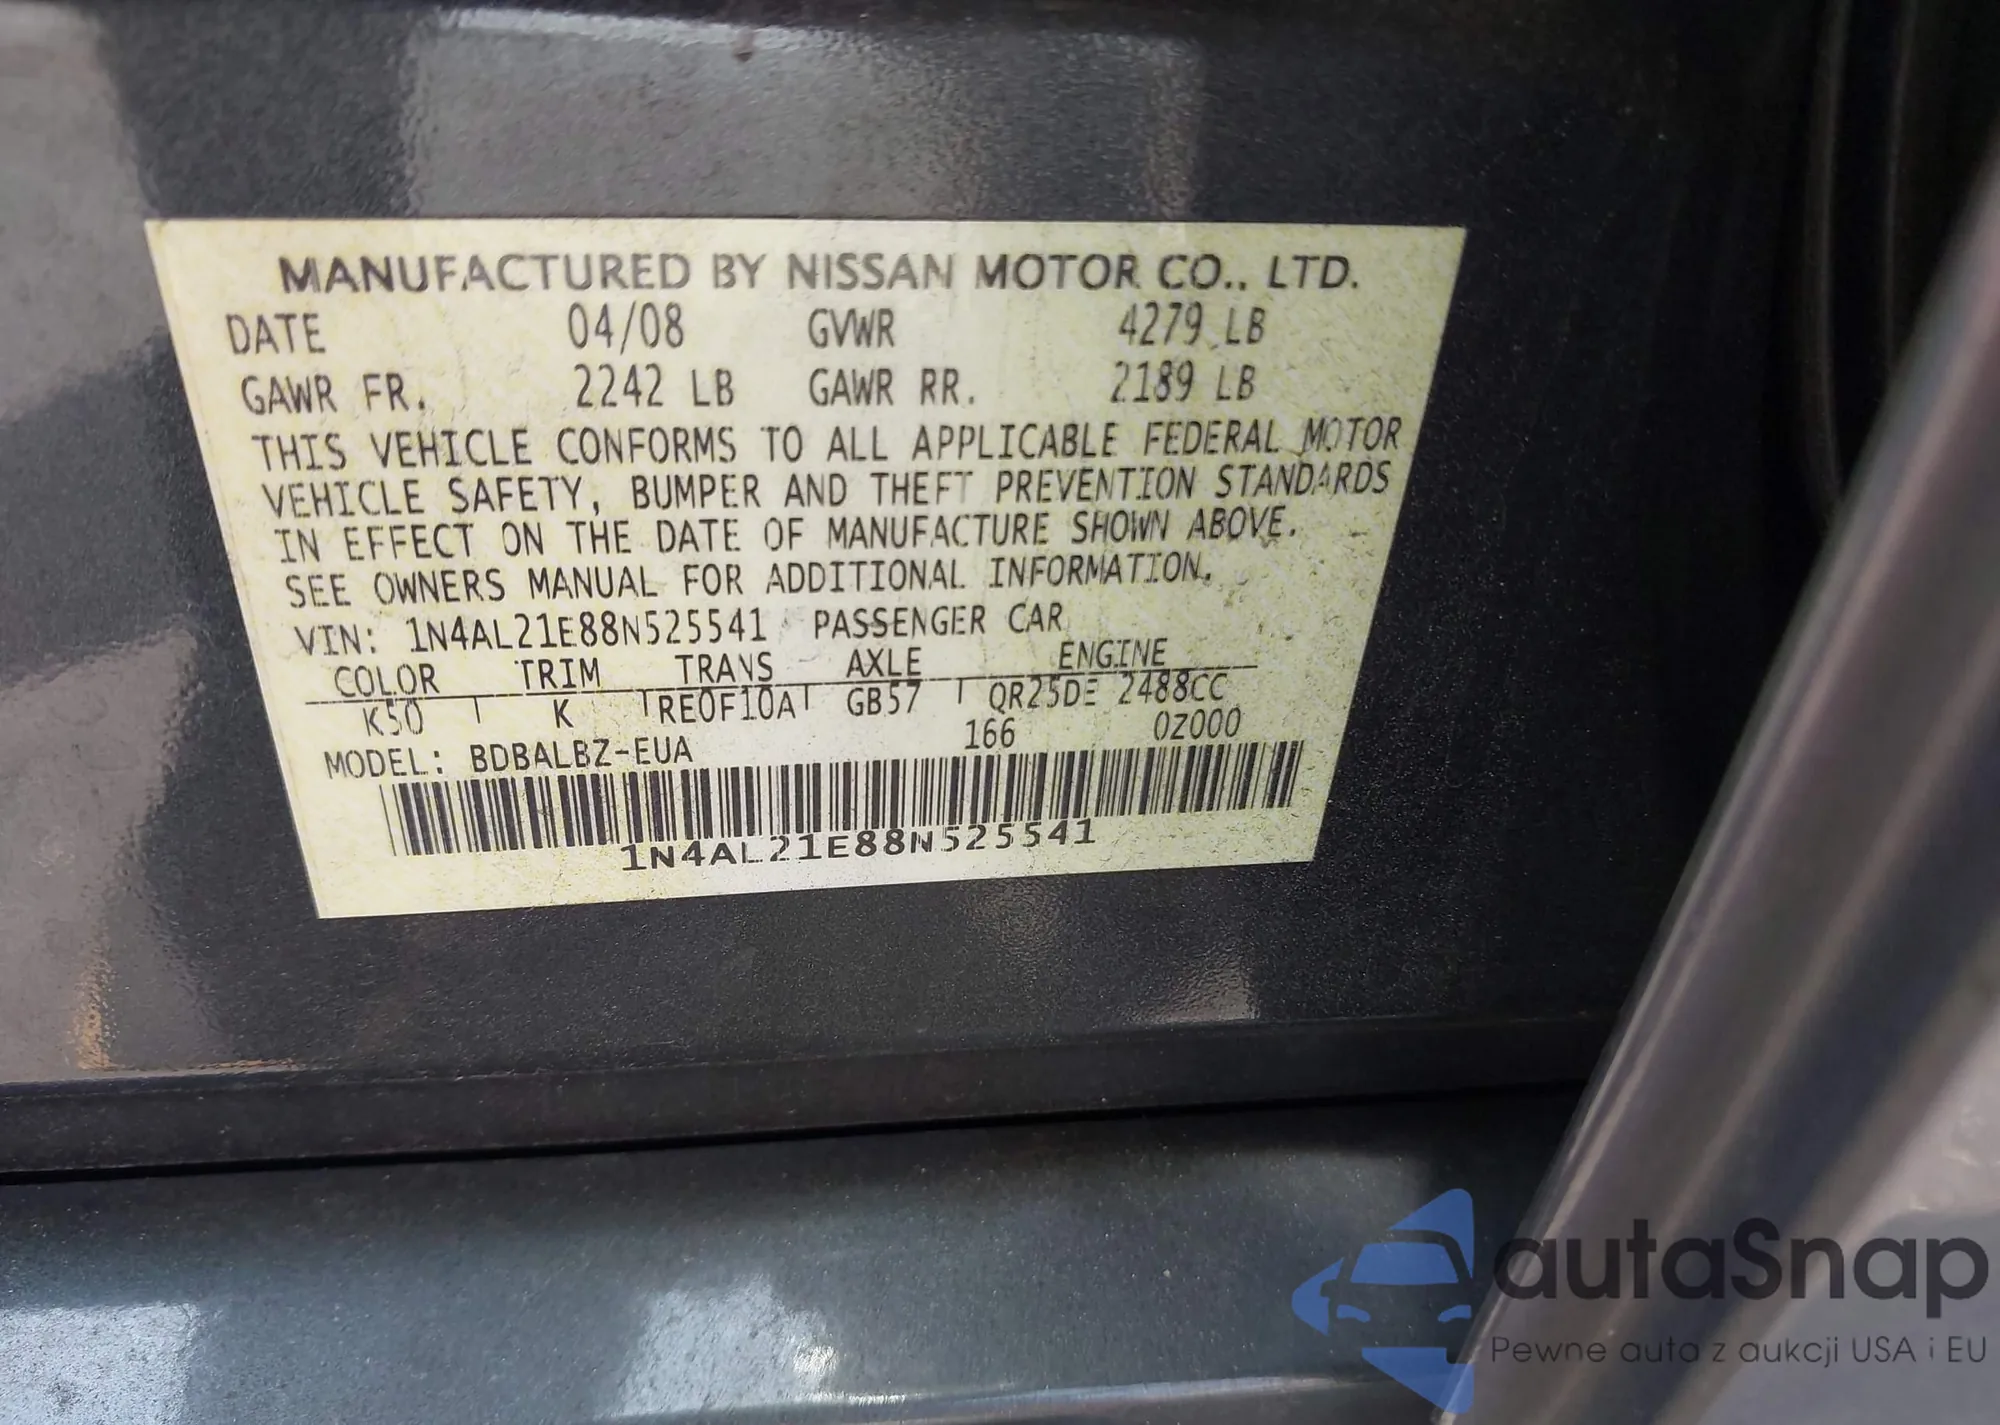 MANUFACTURED BY NISSAN MOTOR CO., LTD.
DATE 04/08 GVWR 4279 LB
GAWR FR. 2242 LB GAWR RR. 2189 LB
THIS VEHICLE CONFORMS TO ALL APPLICABLE FEDERAL MOTOR
VEHICLE SAFETY, BUMPER AND THEFT PREVENTION STANDARDS
IN EFFECT ON THE DATE OF MANUFACTURE SHOWN ABOVE.
SEE OWNERS MANUAL FOR ADDITIONAL INFORMATION.
VIN: 1N4AL21E88N525541 PASSENGER CAR
COLOR TRIM TRANS AXLE ENGINE
K50 K RE0F10A GB57 QR25DE 2488CC
166 0Z000
MODEL: BDBALBZ-EUA
1N4AL21E88N525541
autaSnap
Pewne auta z aukcji USA i EU